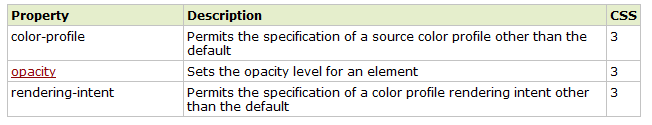 Property Description CSS
color-profile Permits the specification of a source color profile other than the 3
default
opacity Sets the opacity level for an element 3
rendering-intent Permits the specification of a color profile rendering intent other 3
than the default